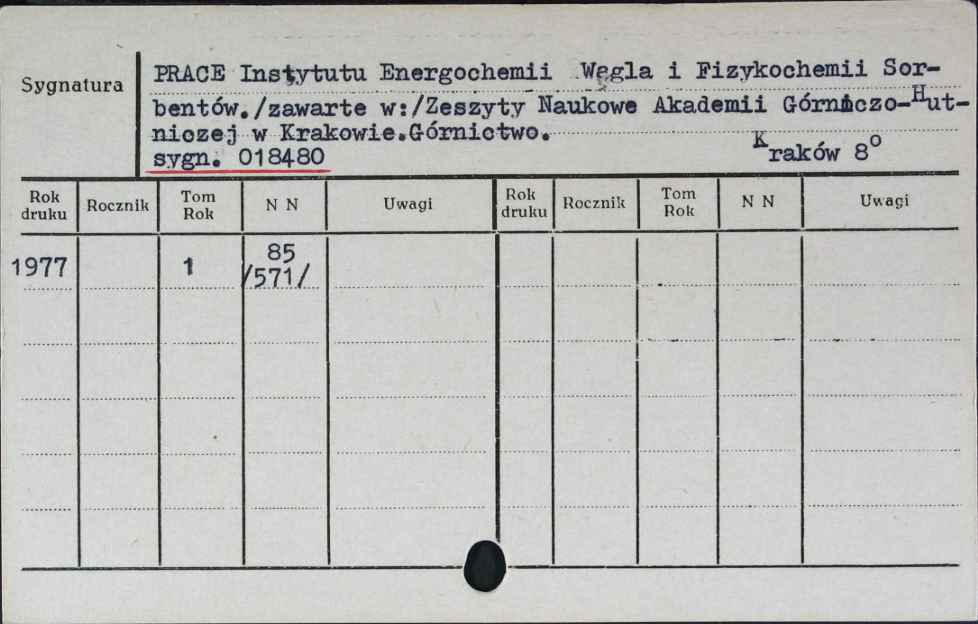 Sygnatura
PRACE Instytutu Energochemii Węgla i Fizykochemii Sor-
bentów./zawarte w:/Zeszyty Naukowe Akademii Górniczo-Hut-
niczej w Krakowie.Górnictwo.
sygn. 018480 Kraków 8°
Rok druku Rocznik Tom Rok N N Uwagi Rok druku Rocznik Tom Rok N N Uwagi
1977 1 85
/571/